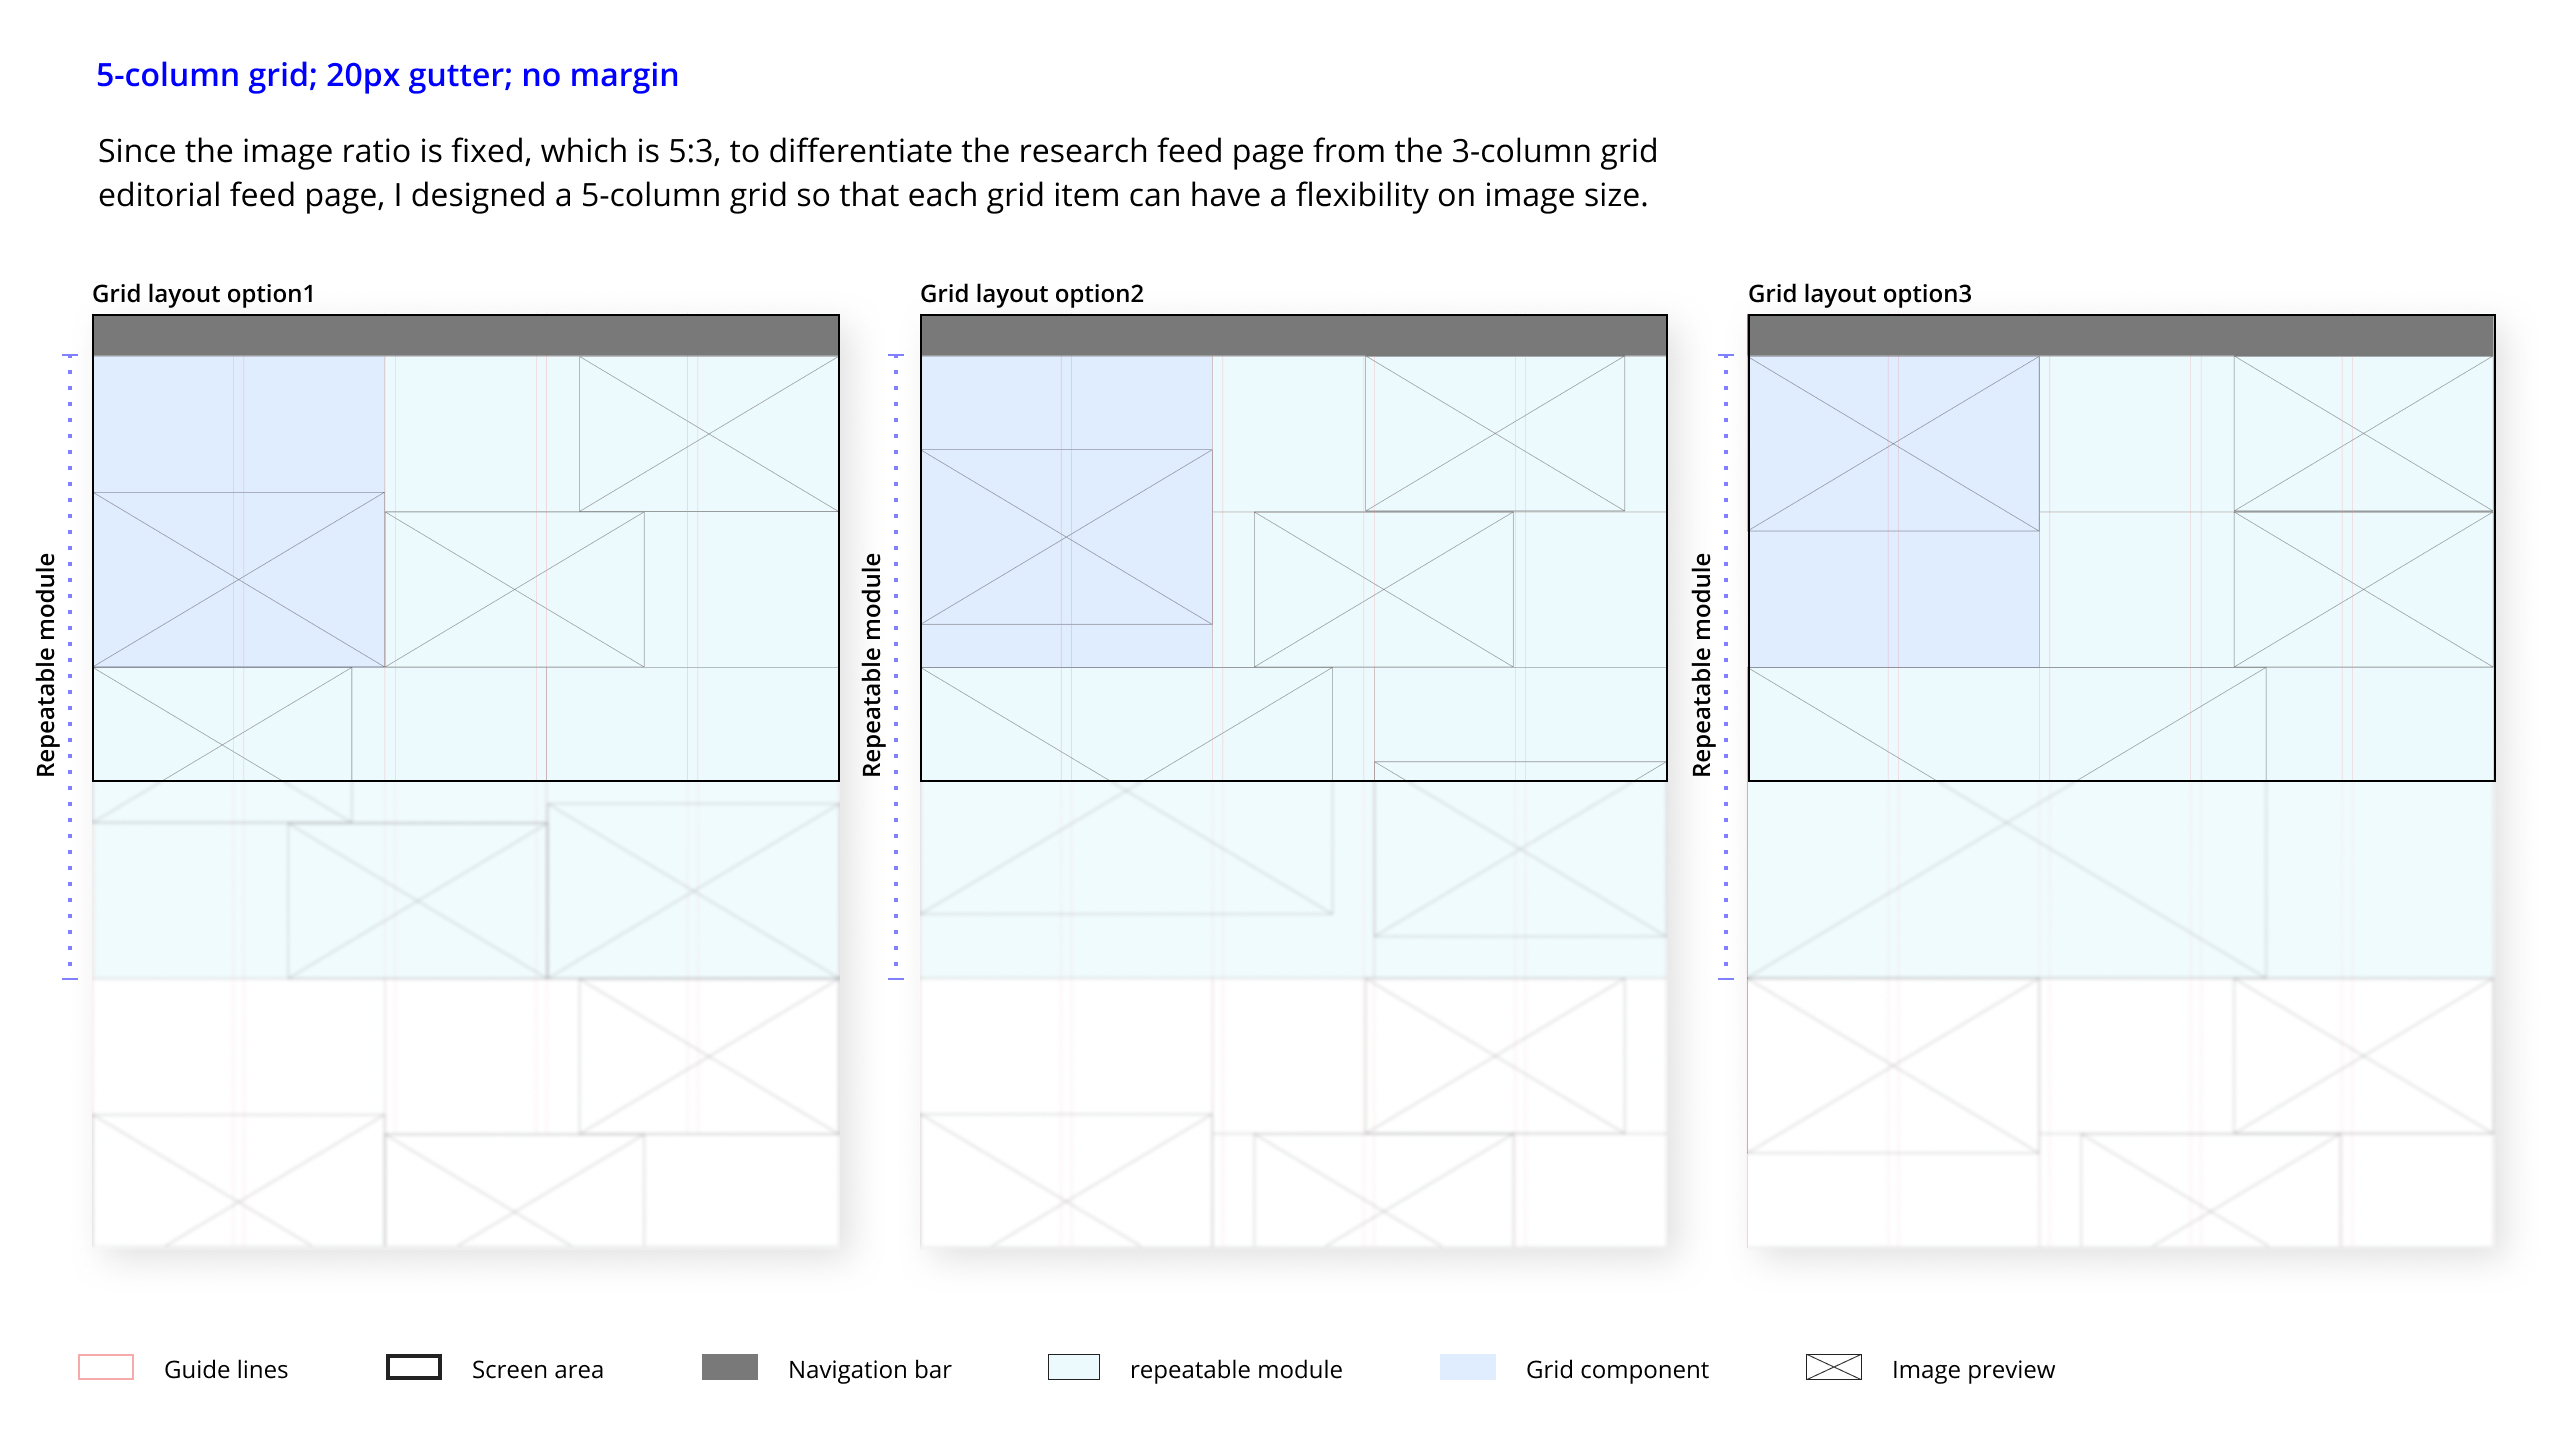 5-column grid; 20px gutter; no margin
Since the image ratio is fixed, which is 5:3, to differentiate the research feed page from the 3-column grid
editorial feed page, I designed a 5-column grid so that each grid item can have a flexibility on image size.
Grid layout option1
Grid layout option2
Grid layout option3
Repeatable module
Repeatable module
Repeatable module
Guide lines
Screen area
Navigation bar
repeatable module
Grid component
Image preview